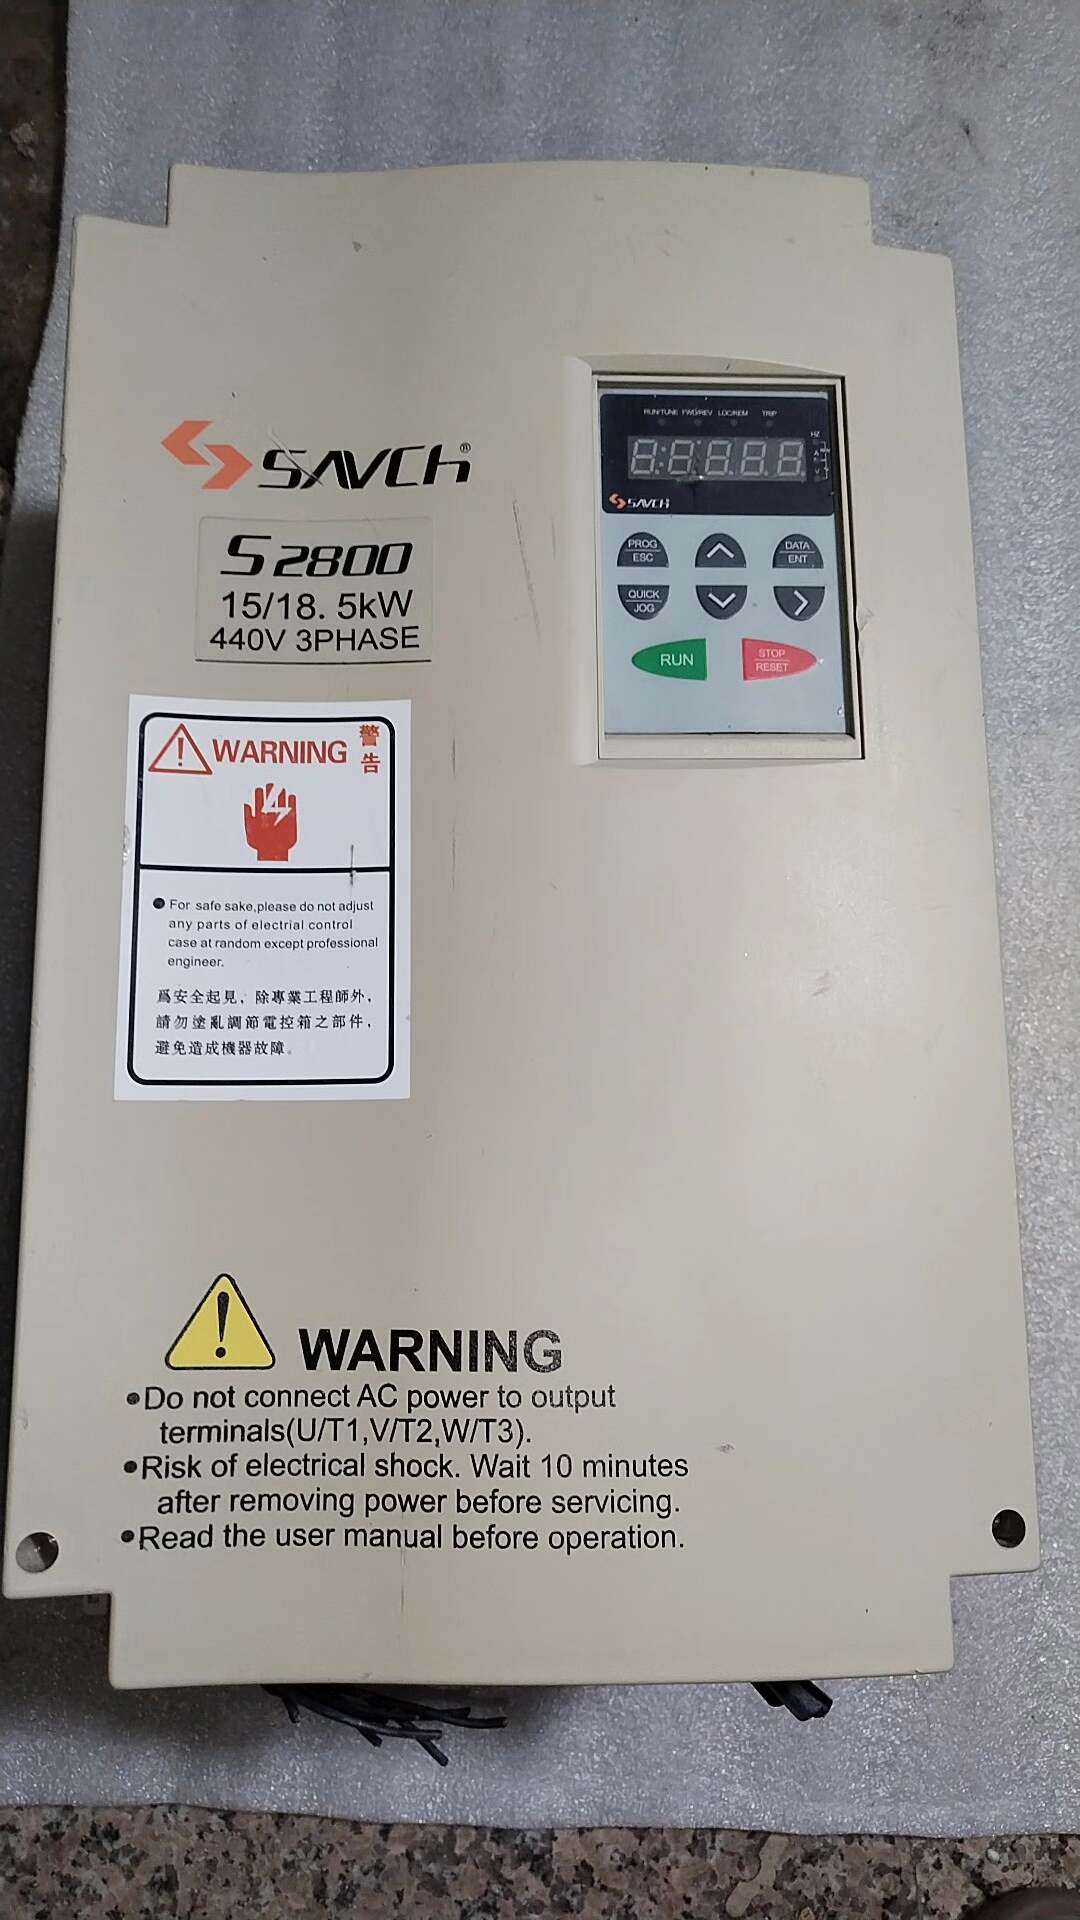 SAVCH®
S2800
15/18.5kW
440V 3PHASE
RUN/TUNE FWD/REV LOC/REM TRIP
HZ
A
V
SAVCH
PROG
ESC
DATA
ENT
QUICK
JOG
RUN
STOP
RESET
WARNING 警告
For safe sake,please do not adjust
any parts of electrial control
case at random except professional
engineer.
爲安全起見，除專業工程師外，
請勿塗亂調節電控箱之部件，
避免造成機器故障。
WARNING
●Do not connect AC power to output
terminals(U/T1,V/T2,W/T3).
●Risk of electrical shock. Wait 10 minutes
after removing power before servicing.
●Read the user manual before operation.